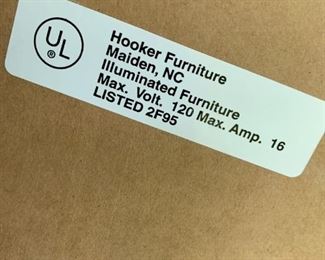 UL
®
Hooker Furniture
Maiden, NC
Illuminated Furniture
Max. Volt. 120 Max. Amp. 16
LISTED 2F95